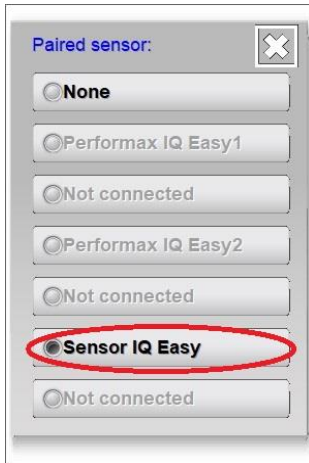 Paired sensor:
None
Performax IQ Easy1
Not connected
Performax IQ Easy2
Not connected
Sensor IQ Easy
Not connected